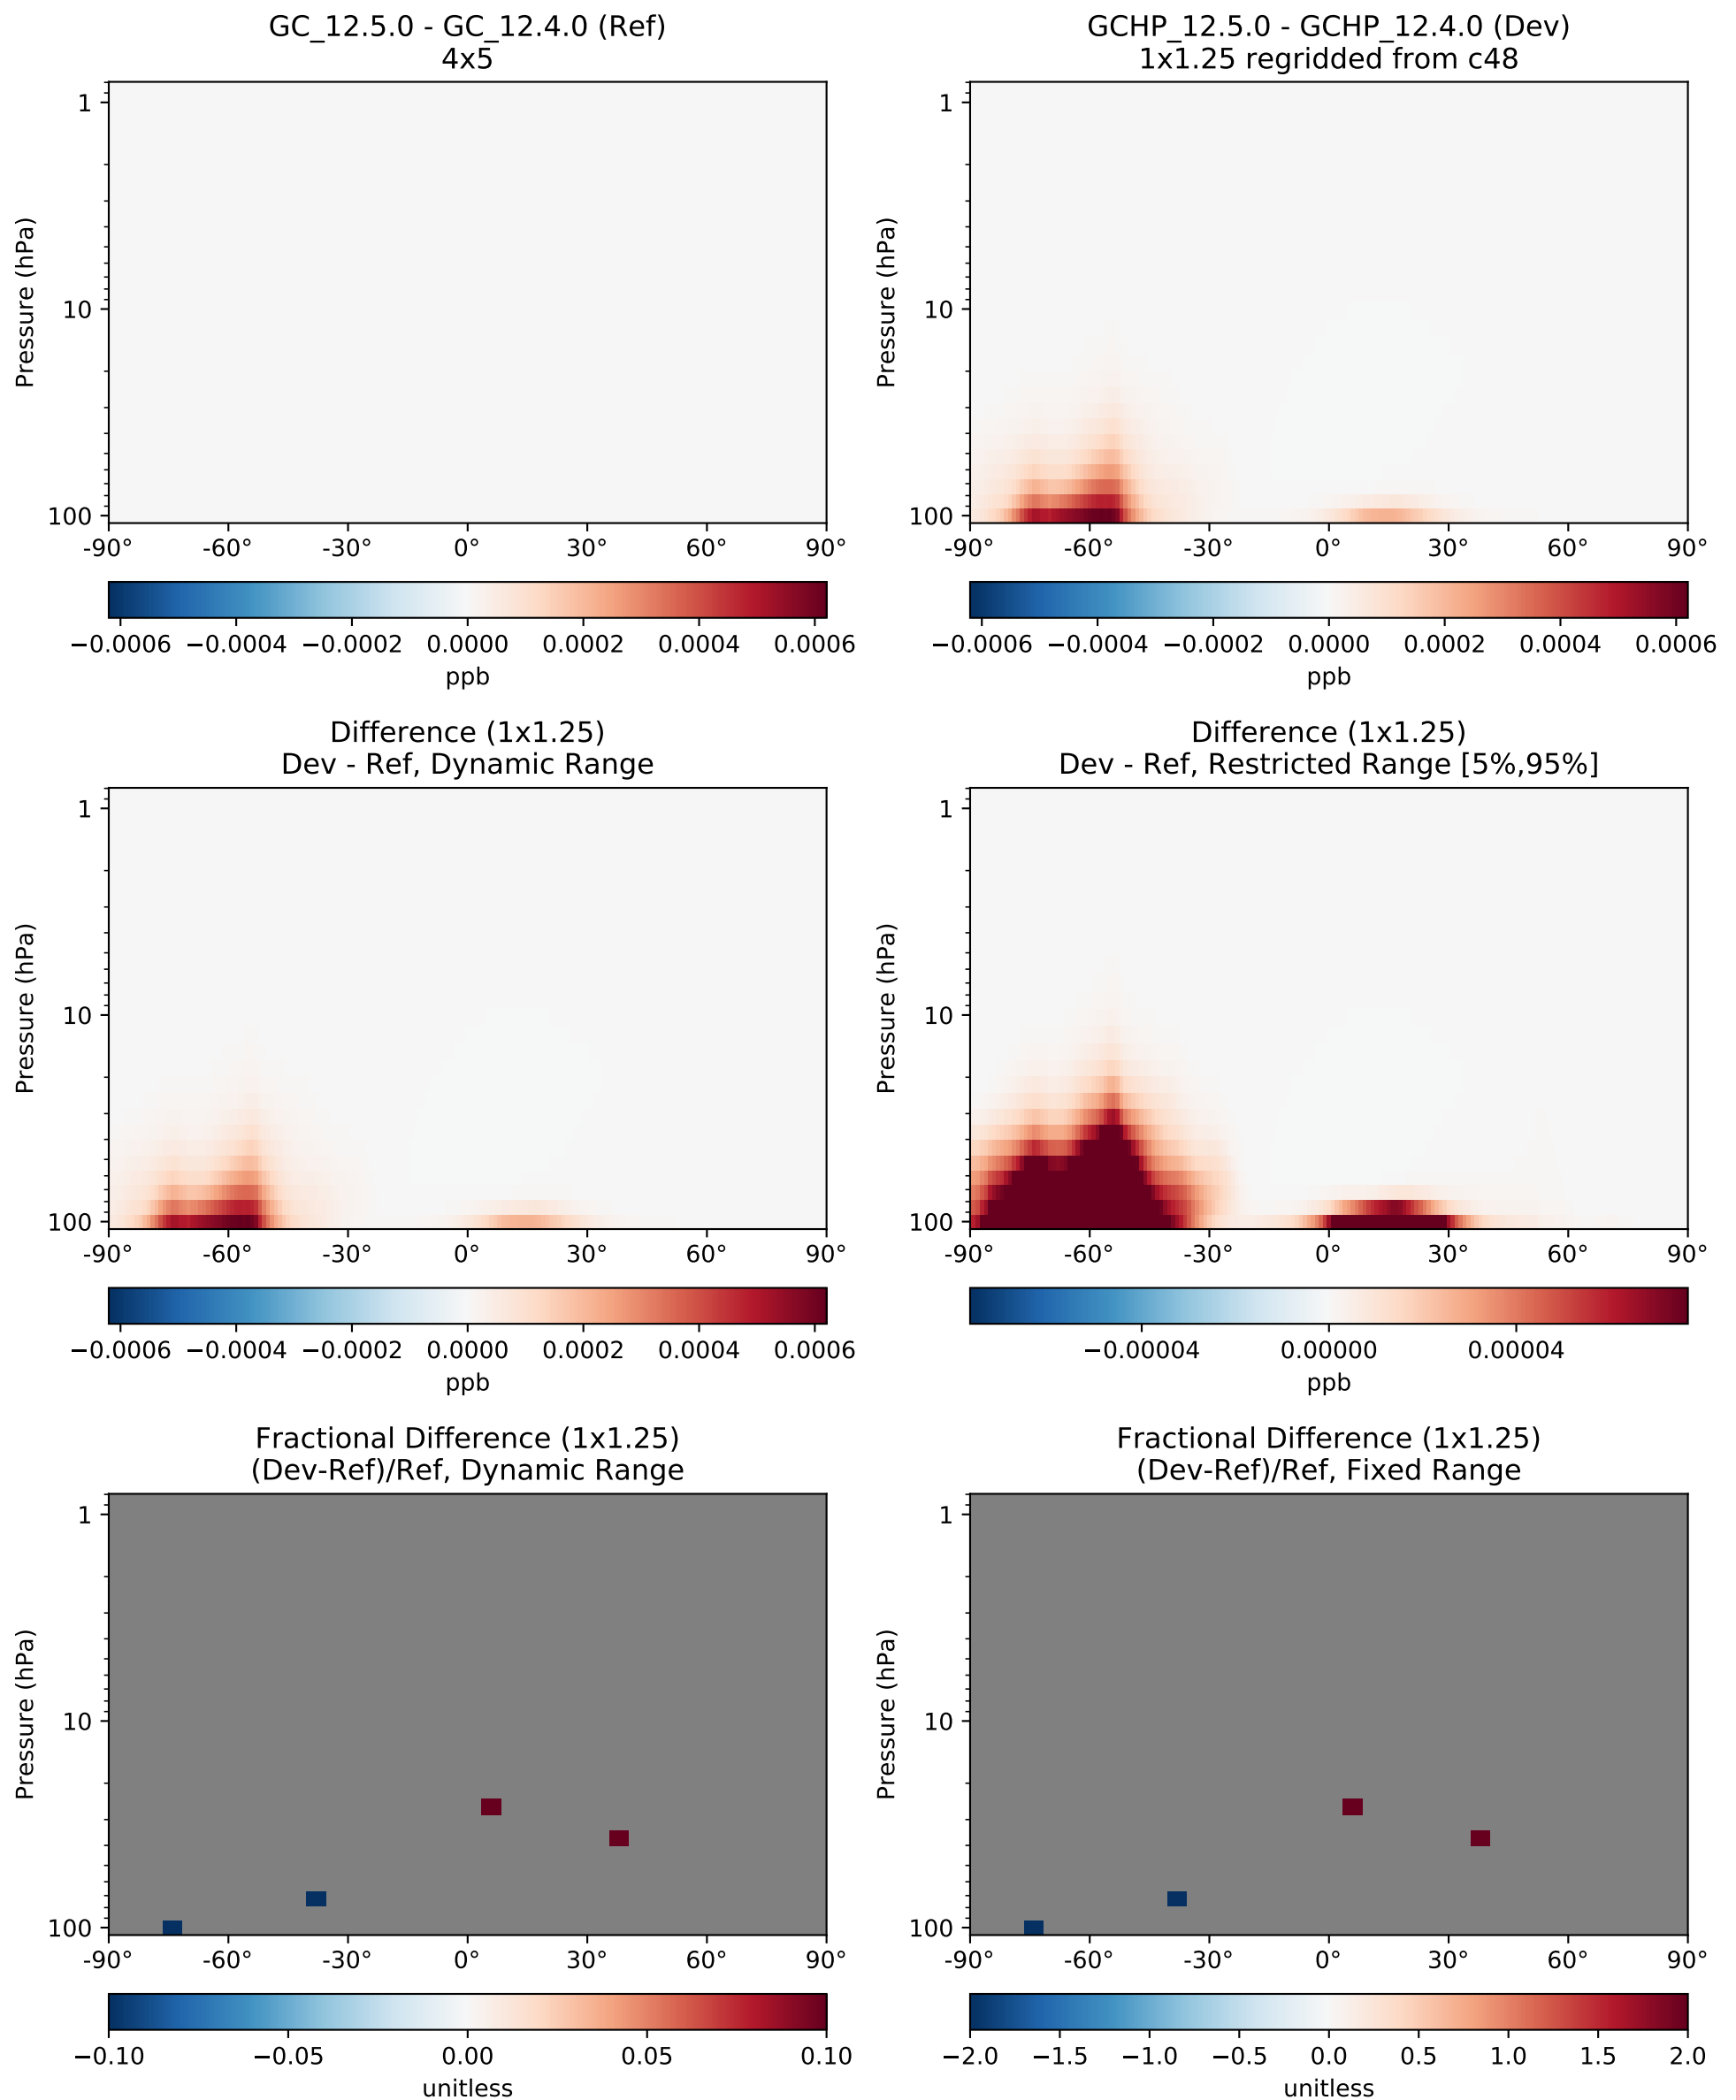 GC_12.5.0 - GC_12.4.0 (Ref)
4x5
1
10
100
Pressure (hPa)
-90° -60° -30° 0° 30° 60° 90°
−0.0006 −0.0004 −0.0002 0.0000 0.0002 0.0004 0.0006
ppb
GCHP_12.5.0 - GCHP_12.4.0 (Dev)
1x1.25 regridded from c48
1
10
100
Pressure (hPa)
-90° -60° -30° 0° 30° 60° 90°
−0.0006 −0.0004 −0.0002 0.0000 0.0002 0.0004 0.0006
ppb
Difference (1x1.25)
Dev - Ref, Dynamic Range
1
10
100
Pressure (hPa)
-90° -60° -30° 0° 30° 60° 90°
−0.0006 −0.0004 −0.0002 0.0000 0.0002 0.0004 0.0006
ppb
Difference (1x1.25)
Dev - Ref, Restricted Range [5%,95%]
1
10
100
Pressure (hPa)
-90° -60° -30° 0° 30° 60° 90°
−0.00004 0.00000 0.00004
ppb
Fractional Difference (1x1.25)
(Dev-Ref)/Ref, Dynamic Range
1
10
100
Pressure (hPa)
-90° -60° -30° 0° 30° 60° 90°
−0.10 −0.05 0.00 0.05 0.10
unitless
Fractional Difference (1x1.25)
(Dev-Ref)/Ref, Fixed Range
1
10
100
Pressure (hPa)
-90° -60° -30° 0° 30° 60° 90°
−2.0 −1.5 −1.0 −0.5 0.0 0.5 1.0 1.5 2.0
unitless